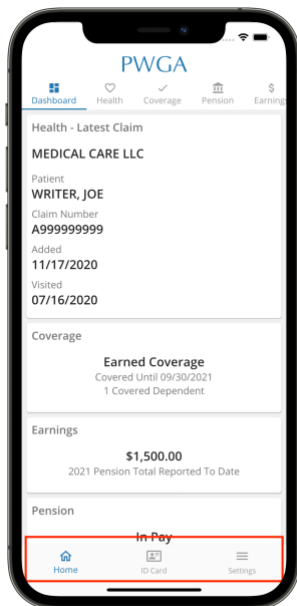 PWGA
Dashboard Health Coverage Pension Earning
Health - Latest Claim
MEDICAL CARE LLC
Patient
WRITER, JOE
Claim Number
A999999999
Added
11/17/2020
Visited
07/16/2020
Coverage
Earned Coverage
Covered Until 09/30/2021
1 Covered Dependent
Earnings
$1,500.00
2021 Pension Total Reported To Date
Pension
In Pay
Home ID Card Settings